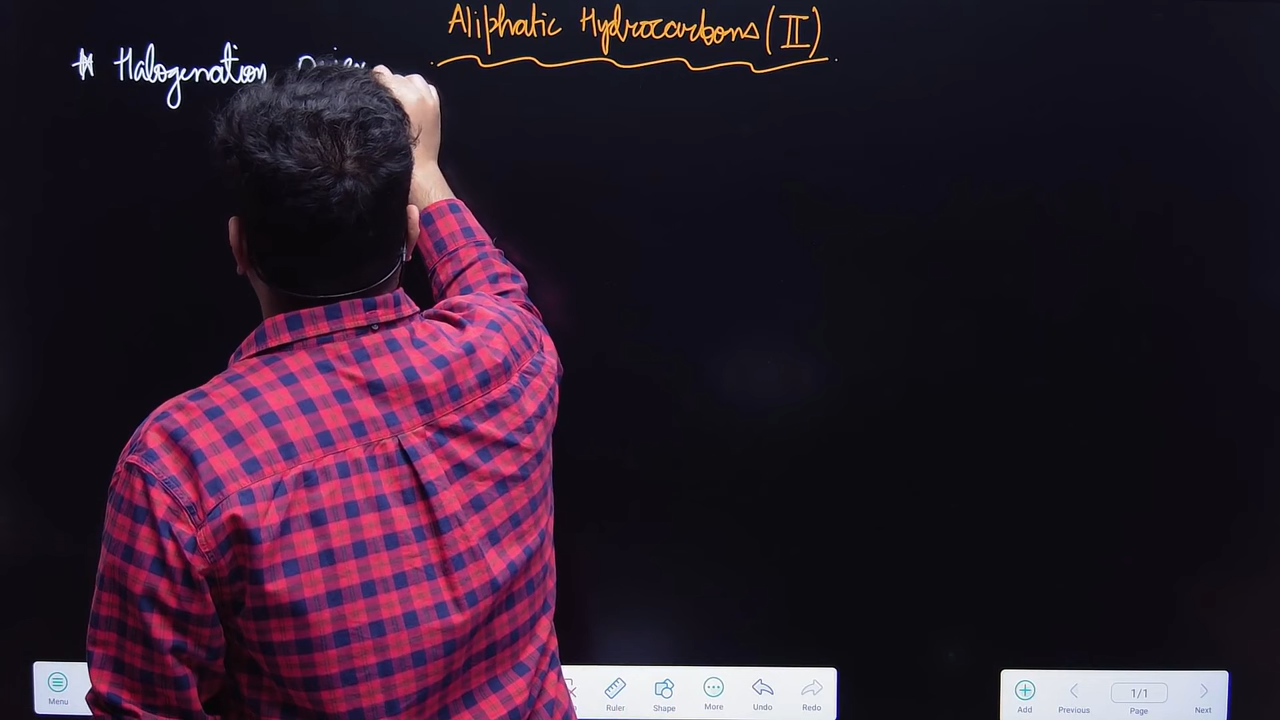 Aliphatic Hydrocarbons (II)
* Halogenation
Menu
Ruler
Shape
More
Undo
Redo
Add
Previous
1/1
Page
Next